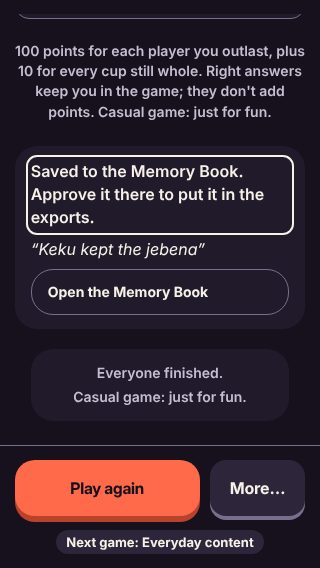 100 points for each player you outlast, plus
10 for every cup still whole. Right answers
keep you in the game; they don't add
points. Casual game: just for fun.
Saved to the Memory Book.
Approve it there to put it in the
exports.
“Keku kept the jebena”
Open the Memory Book
Everyone finished.
Casual game: just for fun.
Play again
More...
Next game: Everyday content